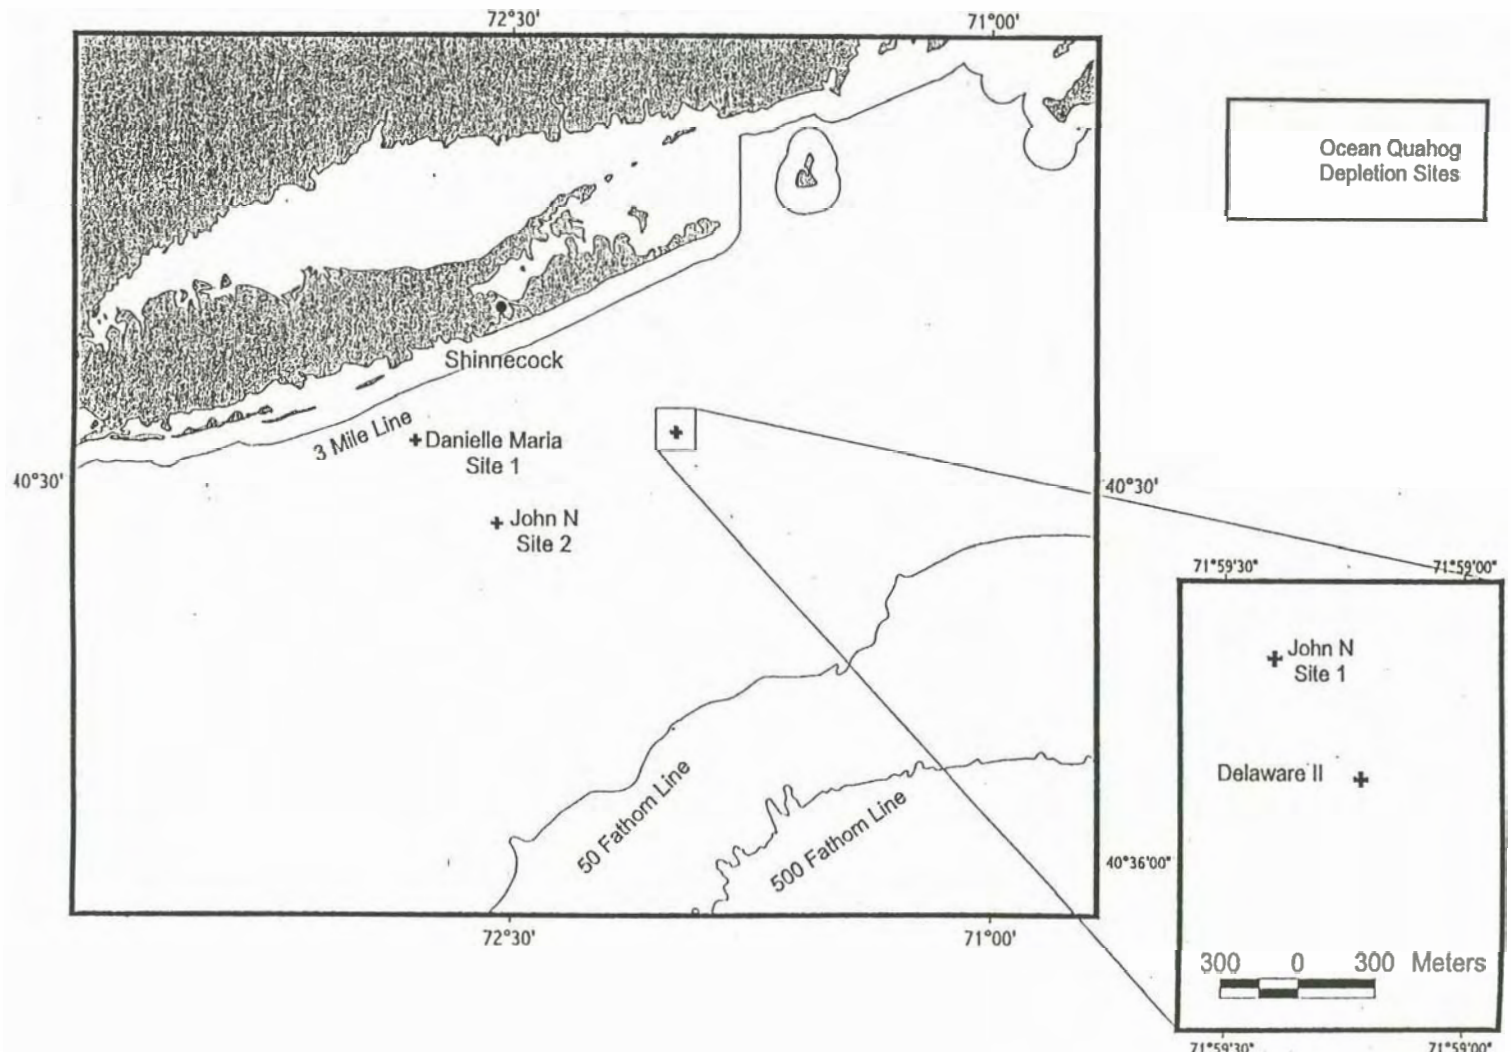 72°30'
71°00'
Ocean Quahog
Depletion Sites
Shinnecock
3 Mile Line
Danielle Maria
Site 1
40°30'
40°30'
John N
Site 2
71°59'30"
71°59'00"
John N
Site 1
Delaware II
50 Fathom Line
500 Fathom Line
40°36'00"
72°30'
71°00'
300 0 300 Meters
71°59'30"
71°59'00"